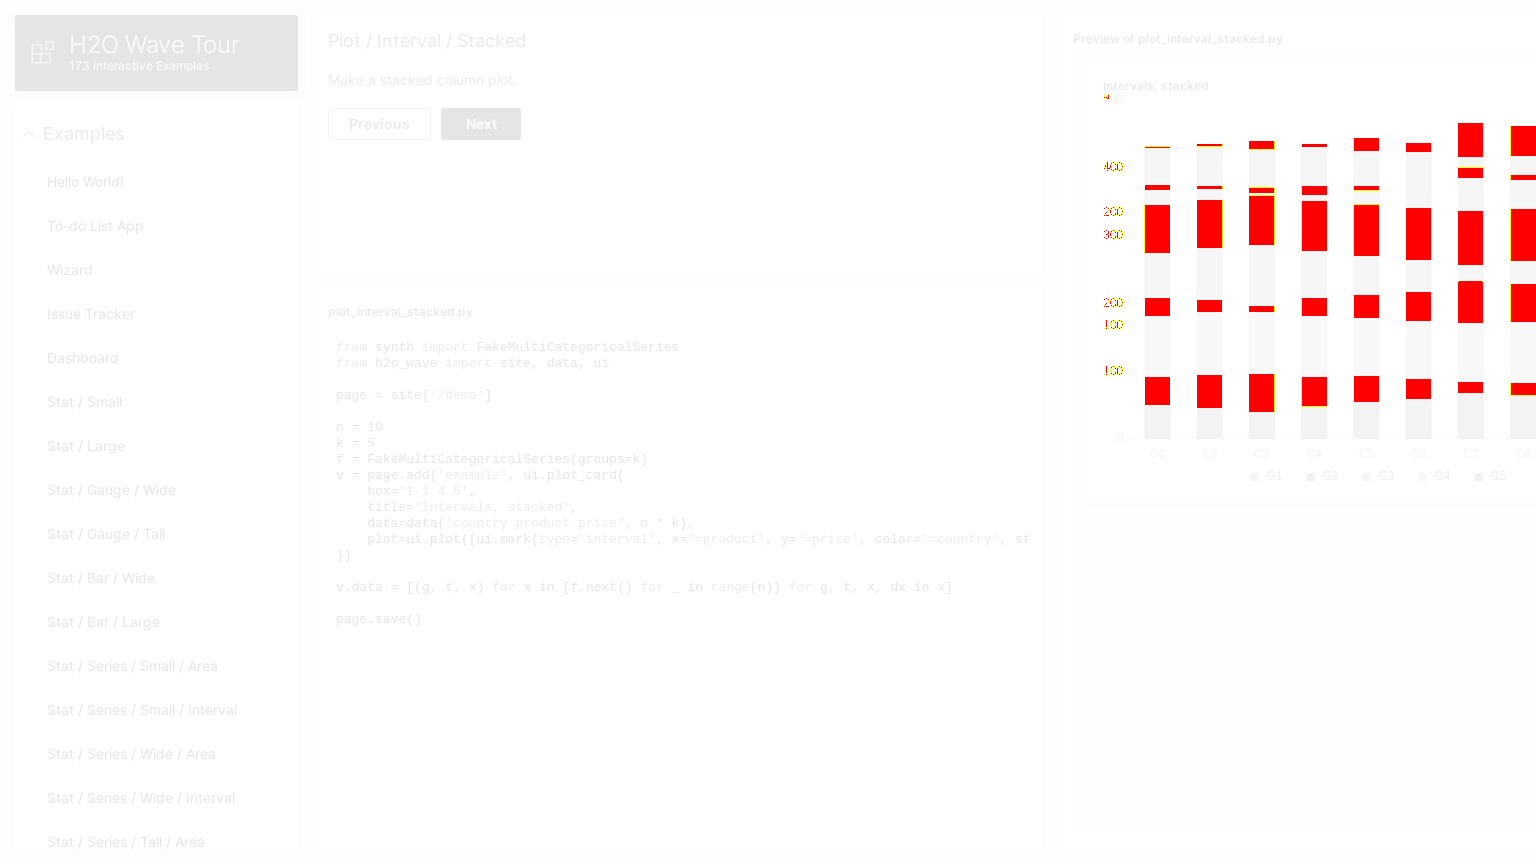 H2O Wave Tour
173 Interactive Examples
Examples
Hello World!
To-do List App
Wizard
Issue Tracker
Dashboard
Stat / Small
Stat / Large
Stat / Gauge / Wide
Stat / Gauge / Tall
Stat / Bar / Wide
Stat / Bar / Large
Stat / Series / Small / Area
Stat / Series / Small / Interval
Stat / Series / Wide / Area
Stat / Series / Wide / Interval
Stat / Series / Tall / Area
Plot / Interval / Stacked
Make a stacked column plot.
Previous
Next
plot_interval_stacked.py
from synth import FakeMultiCategoricalSeries
from h2o_wave import site, data, ui
page = site['/demo']
n = 10
k = 5
f = FakeMultiCategoricalSeries(groups=k)
v = page.add('example', ui.plot_card(
box='1 1 4 5',
title='Intervals, stacked',
data=data('country product price', n * k),
plot=ui.plot([ui.mark(type='interval', x='=product', y='=price', color='=country', st
))
v.data = [(g, t, x) for x in [f.next() for _ in range(n)] for g, t, x, dx in x]
page.save()
Preview of plot_interval_stacked.py
Intervals, stacked
400
200
300
200
100
100
0
C1 C2 C3 C4 C5 C6 C7 C8
G1 G2 G3 G4 G5